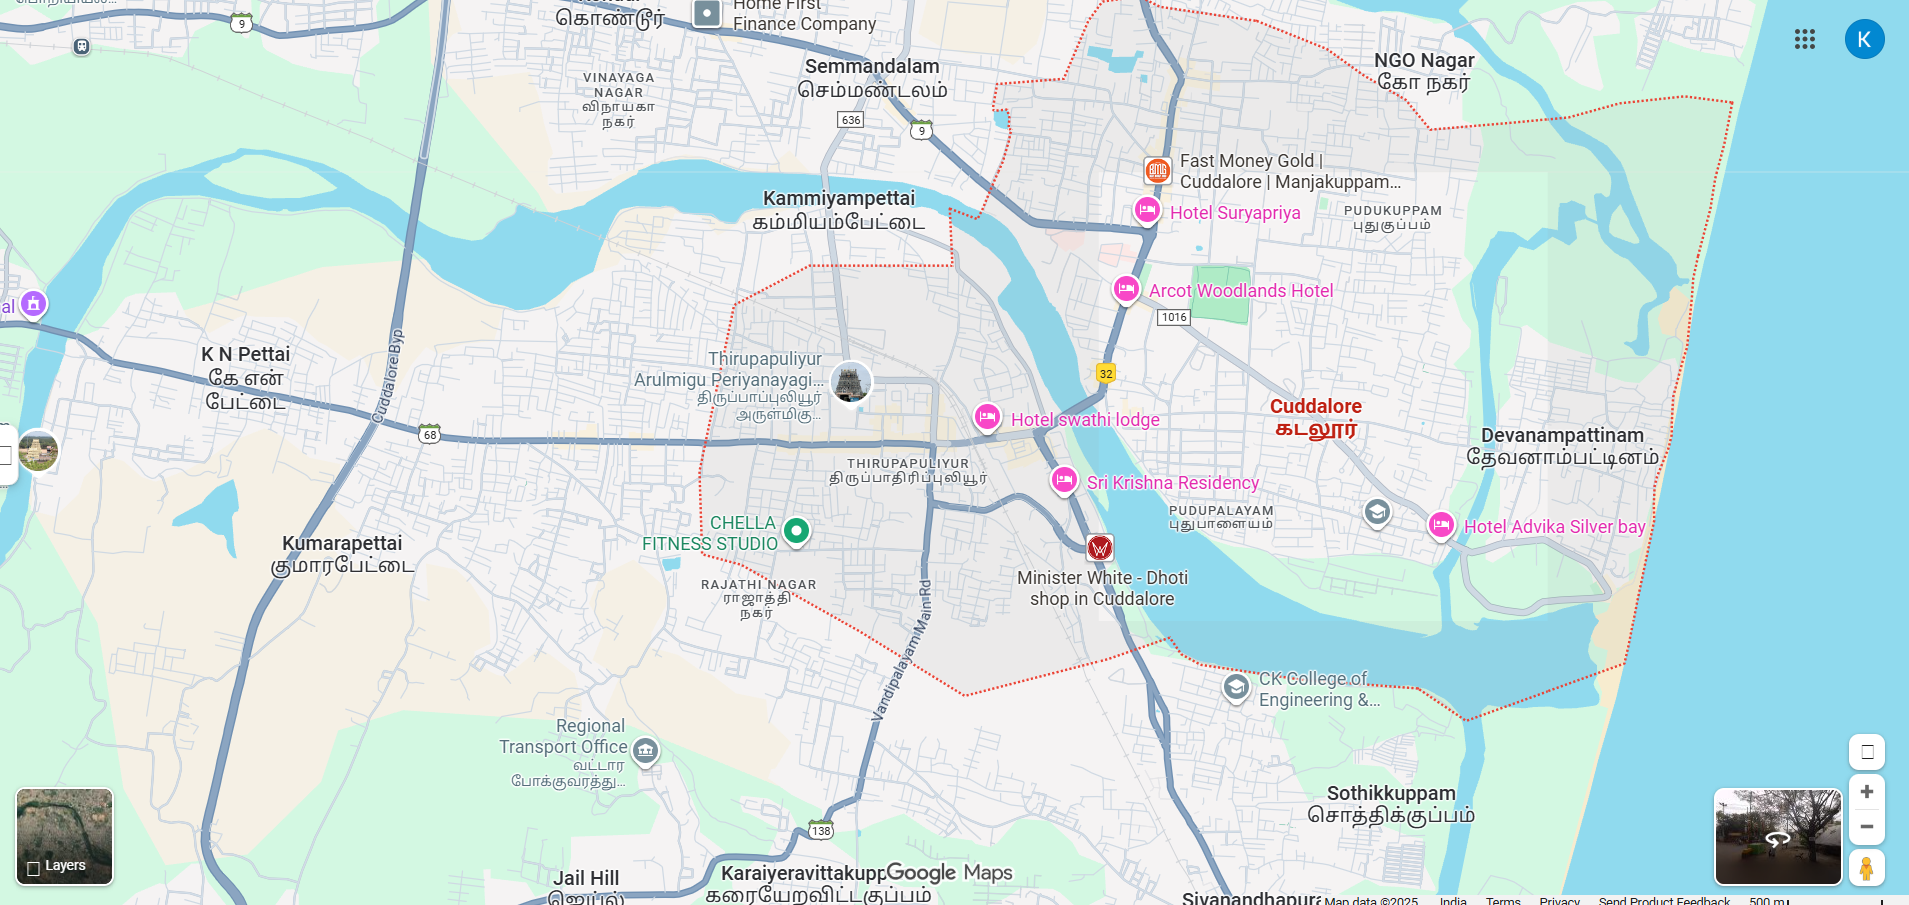 9
கொண்டூர்
Home First
Finance Company
K
Semmandalam
செம்மண்டலம்
NGO Nagar
கோ நகர்
VINAYAGA
NAGAR
விநாயகா
நகர்
636
9
Fast Money Gold |
Cuddalore | Manjakuppam...
Kammiyampettai
கம்மியம்பேட்டை
Hotel Suryapriya
PUDUKUPPAM
புதுகுப்பம்
al
Arcot Woodlands Hotel
1016
K N Pettai
கே என்
பேட்டை
Cuddalore Byp
Thirupapuliyur
Arulmigu Periyanayagi...
திருப்பாப்புலியூர்
அருள்மிகு...
32
Hotel swathi lodge
Cuddalore
கடலூர்
68
Devanampattinam
தேவனாம்பட்டினம்
THIRUPAPULIYUR
திருப்பாதிரிப்புலியூர்
Sri Krishna Residency
PUDUPALAYAM
புதுபாளையம்
Hotel Advika Silver bay
CHELLA
FITNESS STUDIO
Kumarapettai
குமாரபேட்டை
Minister White - Dhoti
shop in Cuddalore
RAJATHI NAGAR
ராஜாத்தி
நகர்
Vandipalayam Main Rd
CK College of
Engineering &...
Regional
Transport Office
வட்டார
போக்குவரத்து...
Sothikkuppam
சொத்திக்குப்பம்
138
Layers
Jail Hill
ஜெயில்
Karaiyeravittakupp
கரையேறவிட்டகுப்பம்
Google Maps
Sivanandhapura
Map data ©2025 India Terms Privacy Send Product Feedback 500 m